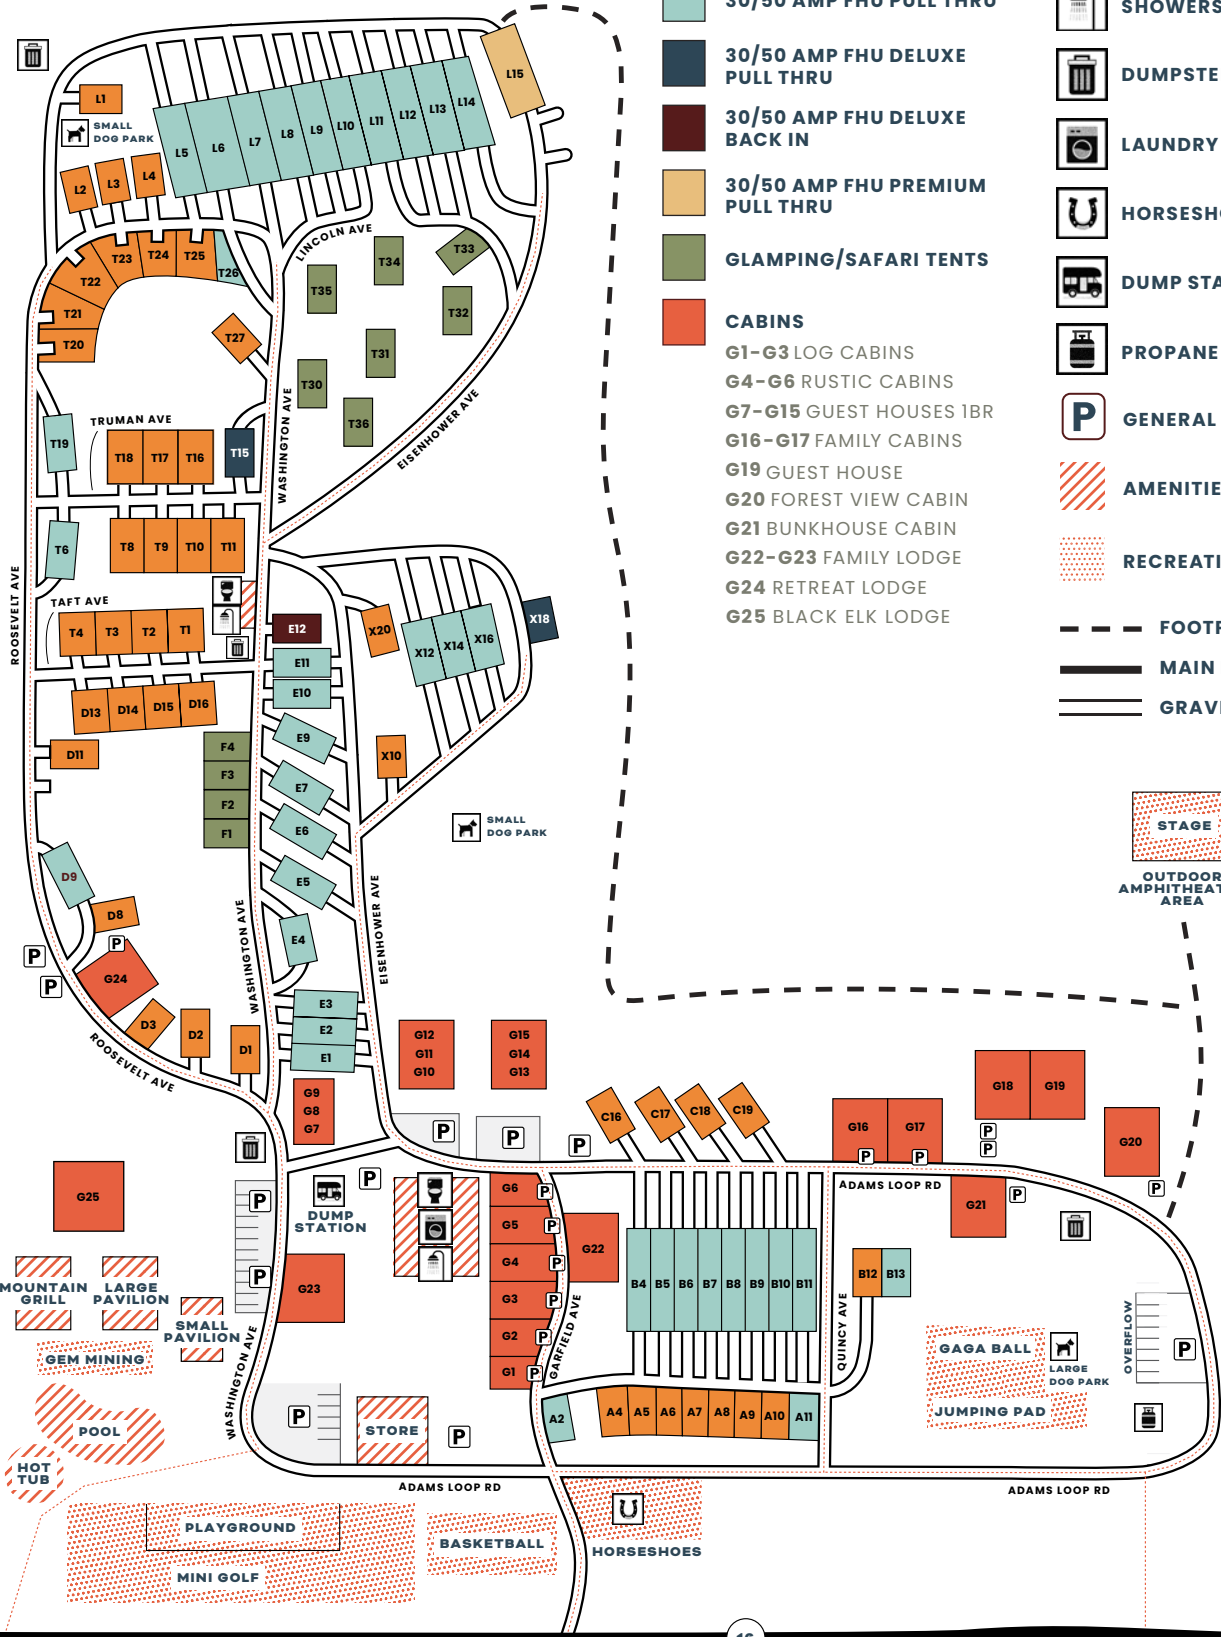 30/50 AMP FHU PULL THRU
30/50 AMP FHU DELUXE
PULL THRU
30/50 AMP FHU DELUXE
BACK IN
30/50 AMP FHU PREMIUM
PULL THRU
GLAMPING/SAFARI TENTS
CABINS
G1-G3 LOG CABINS
G4-G6 RUSTIC CABINS
G7-G15 GUEST HOUSES 1BR
G16-G17 FAMILY CABINS
G19 GUEST HOUSE
G20 FOREST VIEW CABIN
G21 BUNKHOUSE CABIN
G22-G23 FAMILY LODGE
G24 RETREAT LODGE
G25 BLACK ELK LODGE
SHOWERS
DUMPSTE
LAUNDRY
HORSESH
DUMP STA
PROPANE
P GENERAL
AMENITIE
RECREATI
FOOTP
MAIN
GRAV
L15
L1
SMALL
DOG PARK
L5
L6
L7
L8
L9
L10
L11
L12
L13
L14
L2
L3
L4
LINCOLN AVE
T20
T21
T22
T23
T24
T25
T26
T27
T33
T34
T35
T32
T31
T30
T36
WASHINGTON AVE
EISENHOWER AVE
TRUMAN AVE
T19
T18
T17
T16
T15
T6
T8
T9
T10
T11
ROOSEVELT AVE
TAFT AVE
T4
T3
T2
T1
E12
E11
E10
X20
X12
X14
X16
X18
D13
D14
D15
D16
D11
F4
F3
F2
F1
E9
E7
E6
E5
E4
X10
SMALL
DOG PARK
D9
D8
P
P
P
G24
D3
D2
D1
WASHINGTON AVE
EISENHOWER AVE
ROOSEVELT AVE
E3
E2
E1
G9
G8
G7
G12
G11
G10
G15
G14
G13
P
P
P
STAGE
OUTDOOR
AMPHITHEAT
AREA
C16
C17
C18
C19
G16
P
G17
P
G18
G19
P
P
G20
P
G21
P
ADAMS LOOP RD
G25
P
P
P
DUMP
STATION
G23
G6
G5
G4
G3
G2
G1
P
P
P
P
P
P
G22
GARFIELD AVE
B4
B5
B6
B7
B8
B9
B10
B11
B12
B13
QUINCY AVE
A2
A4
A5
A6
A7
A8
A9
A10
A11
MOUNTAIN
GRILL
LARGE
PAVILION
SMALL
PAVILION
GEM MINING
POOL
HOT
TUB
WASHINGTON AVE
P
STORE
P
GAGA BALL
LARGE
DOG PARK
JUMPING PAD
OVERFLOW
P
ADAMS LOOP RD
ADAMS LOOP RD
PLAYGROUND
MINI GOLF
BASKETBALL
HORSESHOES